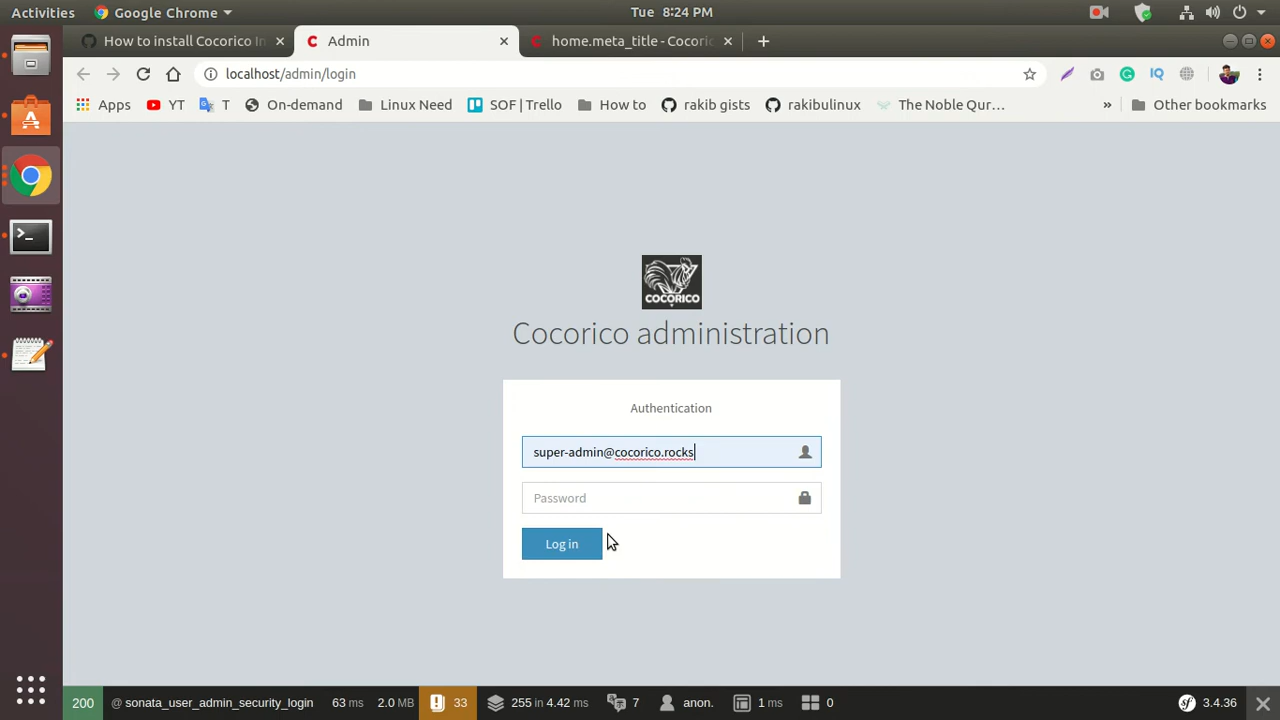 Activities Google Chrome Tue 8:24 PM
How to install Cocorico In Admin home.meta_title - Cocoric
localhost/admin/login
Apps YT T On-demand Linux Need SOF | Trello How to rakib gists rakibulinux The Noble Qur… » Other bookmarks
COCORICO
Cocorico administration
Authentication
super-admin@cocorico.rocks
Password
Log in
200 @ sonata_user_admin_security_login 63 ms 2.0 MB 33 255 in 4.42 ms 7 anon. 1 ms 0 3.4.36